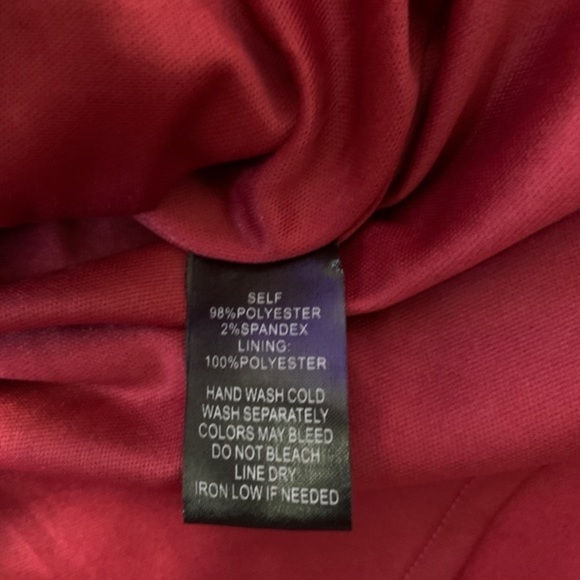 SELF
98%POLYESTER
2%SPANDEX
LINING:
100%POLYESTER
HAND WASH COLD
WASH SEPARATELY
COLORS MAY BLEED
DO NOT BLEACH
LINE DRY
IRON LOW IF NEEDED